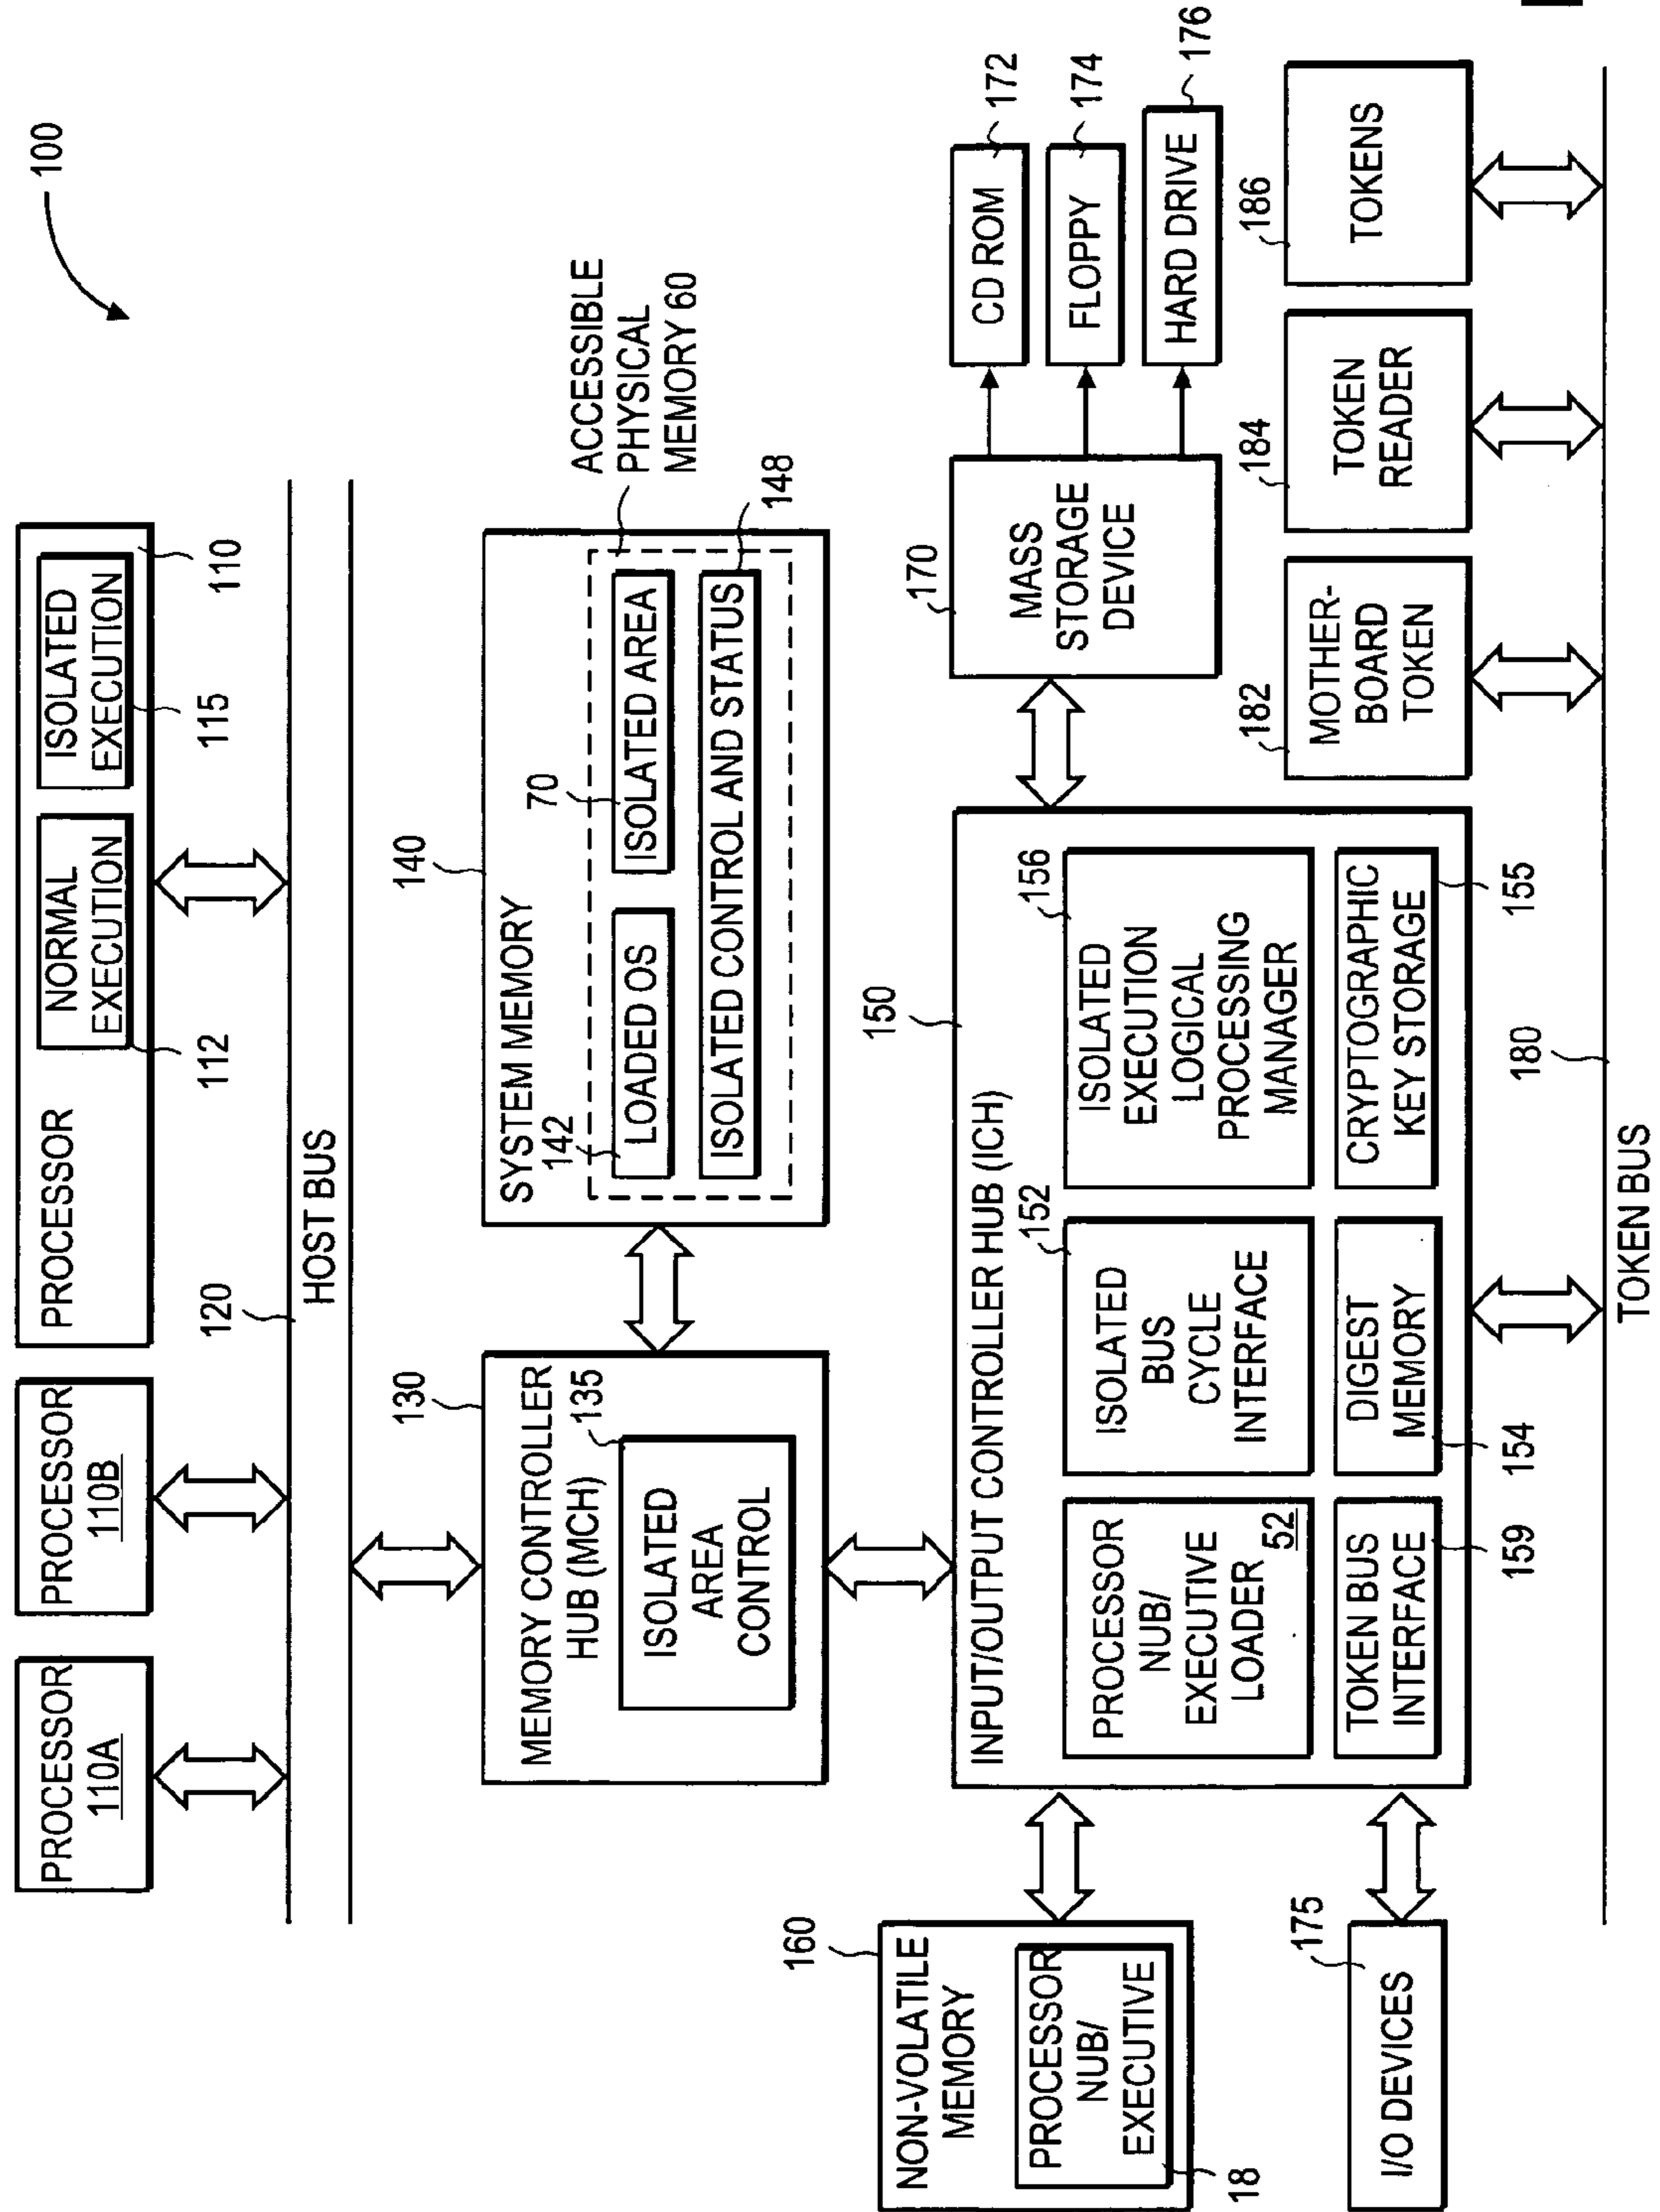 100
PROCESSOR
110A
PROCESSOR
110B
PROCESSOR
NORMAL
EXECUTION
112
ISOLATED
EXECUTION
115
110
120
HOST BUS
130
MEMORY CONTROLLER
HUB (MCH)
135
ISOLATED
AREA
CONTROL
140
SYSTEM MEMORY
142
LOADED OS
70
ISOLATED AREA
ISOLATED CONTROL AND STATUS
148
ACCESSIBLE
PHYSICAL
MEMORY 60
160
NON-VOLATILE
MEMORY
PROCESSOR
NUB/
EXECUTIVE
18
175
I/O DEVICES
150
INPUT/OUTPUT CONTROLLER HUB (ICH)
PROCESSOR
NUB/
EXECUTIVE
LOADER
52
152
ISOLATED
BUS
CYCLE
INTERFACE
156
ISOLATED
EXECUTION
LOGICAL
PROCESSING
MANAGER
TOKEN BUS
INTERFACE
159
DIGEST
MEMORY
154
CRYPTOGRAPHIC
KEY STORAGE
155
170
MASS
STORAGE
DEVICE
CD ROM
172
FLOPPY
174
HARD DRIVE
176
182
MOTHER-
BOARD
TOKEN
184
TOKEN
READER
186
TOKENS
180
TOKEN BUS